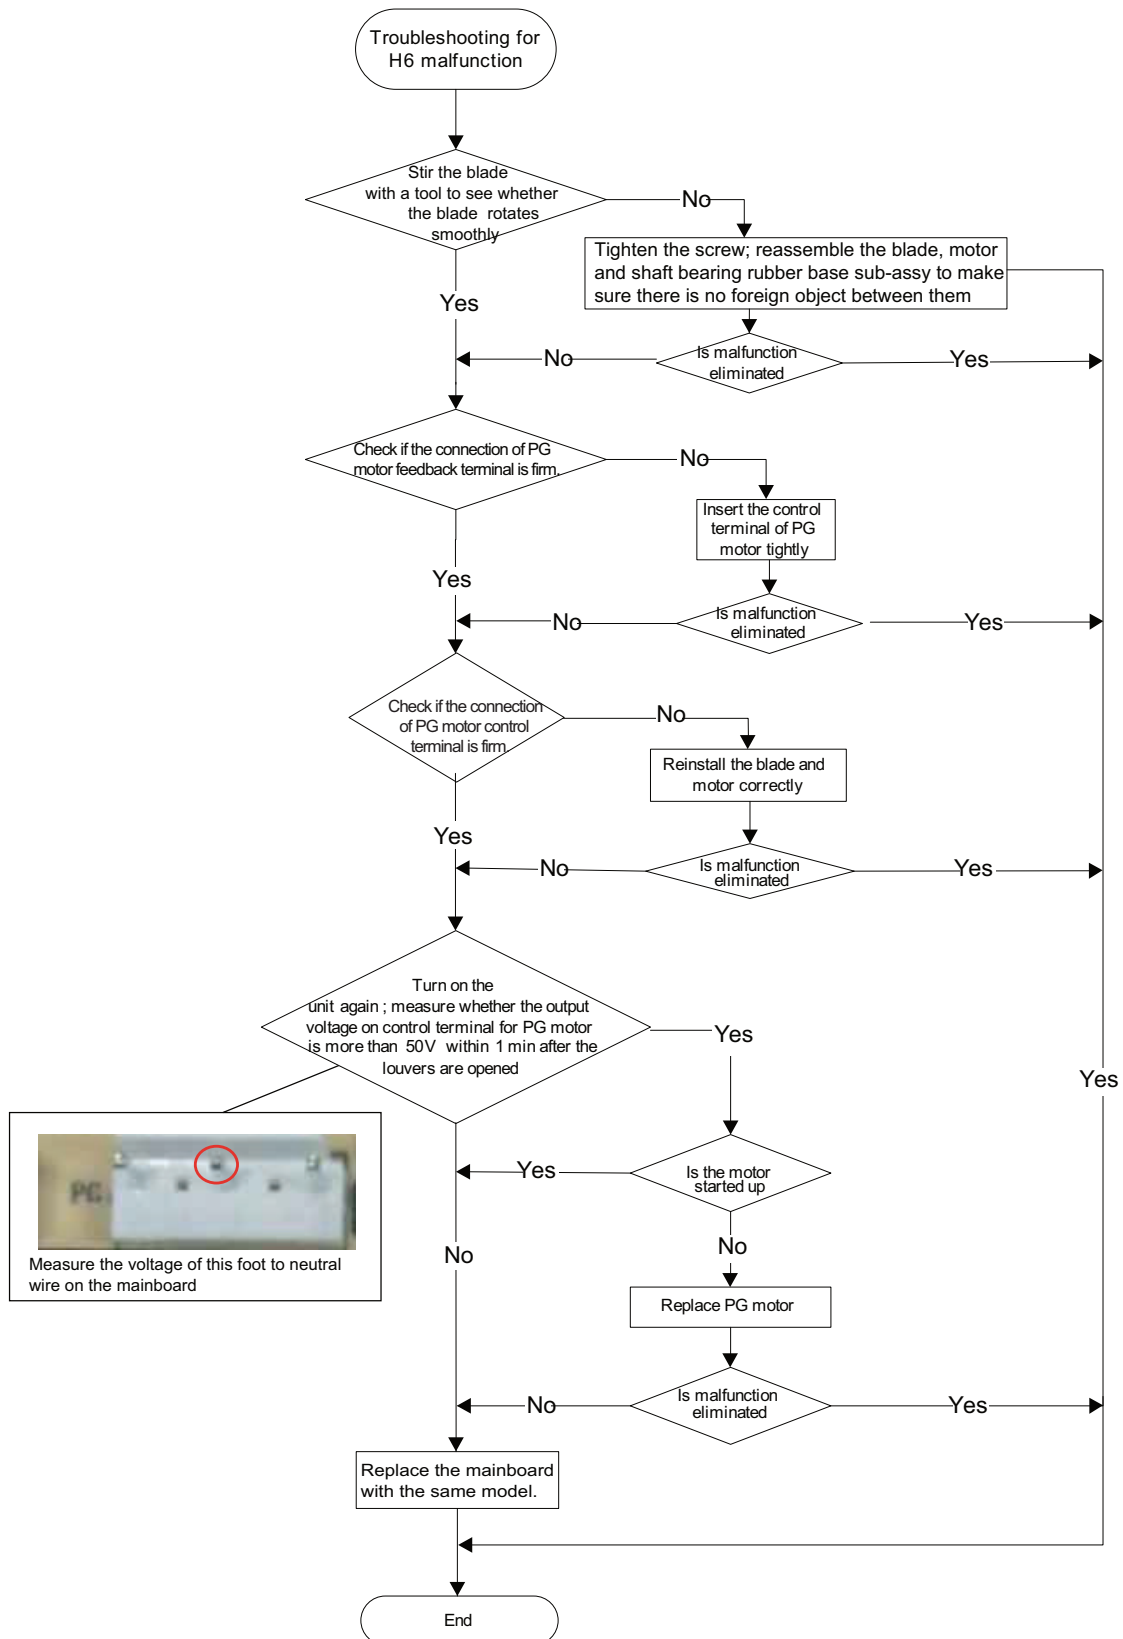 Troubleshooting for
H6 malfunction
Stir the blade
with a tool to see whether
the blade rotates
smoothly
No
Tighten the screw; reassemble the blade, motor
and shaft bearing rubber base sub-assy to make
sure there is no foreign object between them
Yes
Is malfunction
eliminated
No
Yes
Check if the connection of PG
motor feedback terminal is firm.
No
Insert the control
terminal of PG
motor tightly
Yes
Is malfunction
eliminated
No
Yes
Check if the connection
of PG motor control
terminal is firm.
No
Reinstall the blade and
motor correctly
Yes
Is malfunction
eliminated
No
Yes
Turn on the
unit again ; measure whether the output
voltage on control terminal for PG motor
is more than 50V within 1 min after the
louvers are opened
Yes
Yes
PG
Measure the voltage of this foot to neutral
wire on the mainboard
Is the motor
started up
Yes
No
No
Replace PG motor
Is malfunction
eliminated
No
Yes
Replace the mainboard
with the same model.
End